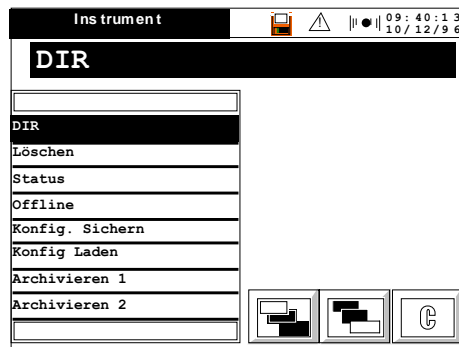 Instrument
09:40:13
10/12/96
DIR
DIR
Löschen
Status
Offline
Konfig. Sichern
Konfig Laden
Archivieren 1
Archivieren 2
C